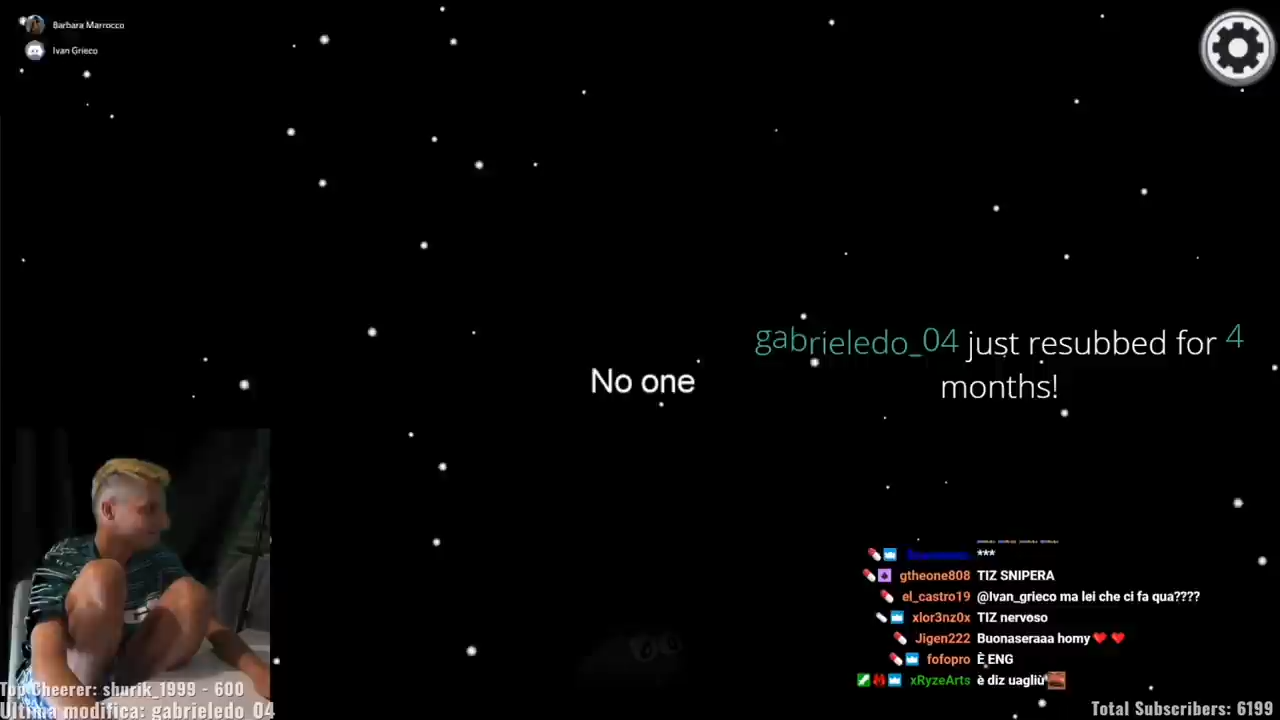 Barbara Marrocco
Ivan Grieco
gabrieledo_04 just resubbed for 4
months!
No one
***
gtheone808 TIZ SNIPERA
el_castro19 @Ivan_grieco ma lei che ci fa qua????
xior3nz0x TIZ nervoso
Jigen222 Buonaseraaa homy❤️ ❤️
fofopro È ENG
xRyzeArts è diz uagliù
Top Cheerer: shurik_1999 - 600
Ultima modifica: gabrieledo_04
Total Subscribers: 6199